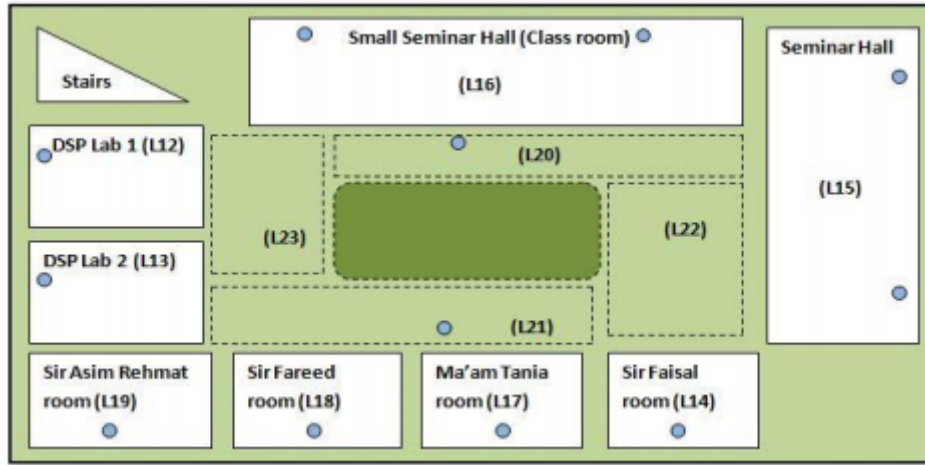 Small Seminar Hall (Class room)
(L16)
Seminar Hall
(L15)
Stairs
DSP Lab 1 (L12)
(L20)
(L23)
(L22)
DSP Lab 2 (L13)
(L21)
Sir Asim Rehmat
room (L19)
Sir Fareed
room (L18)
Ma'am Tania
room (L17)
Sir Faisal
room (L14)